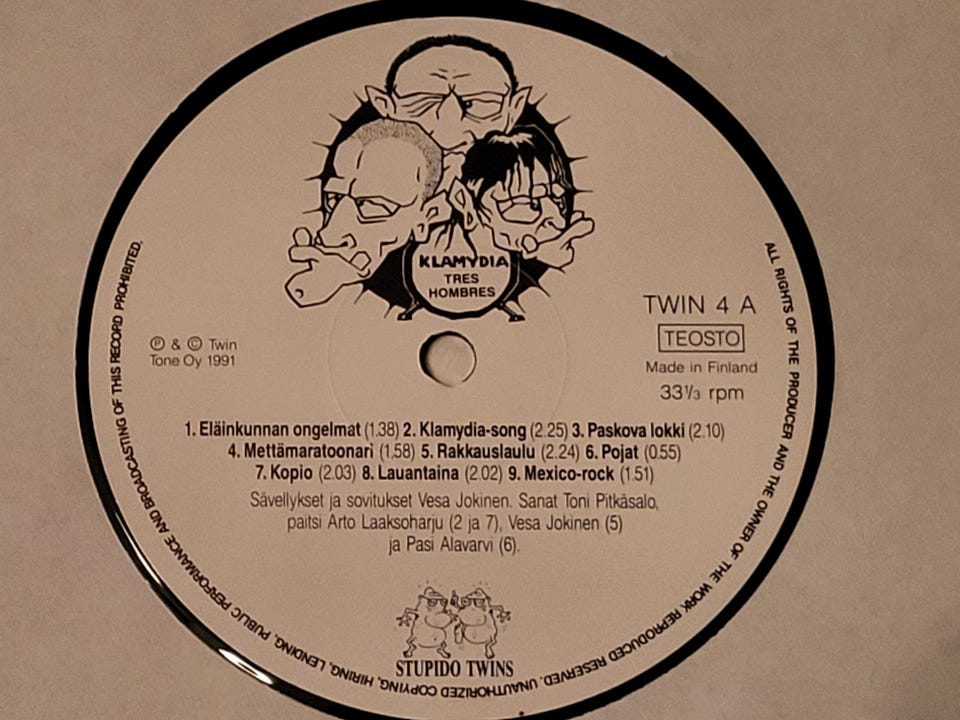 KLAMYDIA
TRES
HOMBRES
TWIN 4 A
TEOSTO
Made in Finland
33⅓ rpm
Ⓟ & © Twin
Tone Oy 1991
1. Eläinkunnan ongelmat (1.38) 2. Klamydia-song (2.25) 3. Paskova lokki (2.10)
4. Mettämaratoonari (1.58) 5. Rakkauslaulu (2.24) 6. Pojat (0.55)
7. Kopio (2.03) 8. Lauantaina (2.02) 9. Mexico-rock (1.51)
Sävellykset ja sovitukset Vesa Jokinen. Sanat Toni Pitkäsalo,
paitsi Arto Laaksoharju (2 ja 7), Vesa Jokinen (5)
ja Pasi Alavarvi (6).
STUPIDO TWINS
ALL RIGHTS OF THE PRODUCER AND THE OWNER OF THE WORK REPRODUCED RESERVED. UNAUTHORIZED COPYING, HIRING, LENDING, PUBLIC PERFORMANCE AND BROADCASTING OF THIS RECORD PROHIBITED.